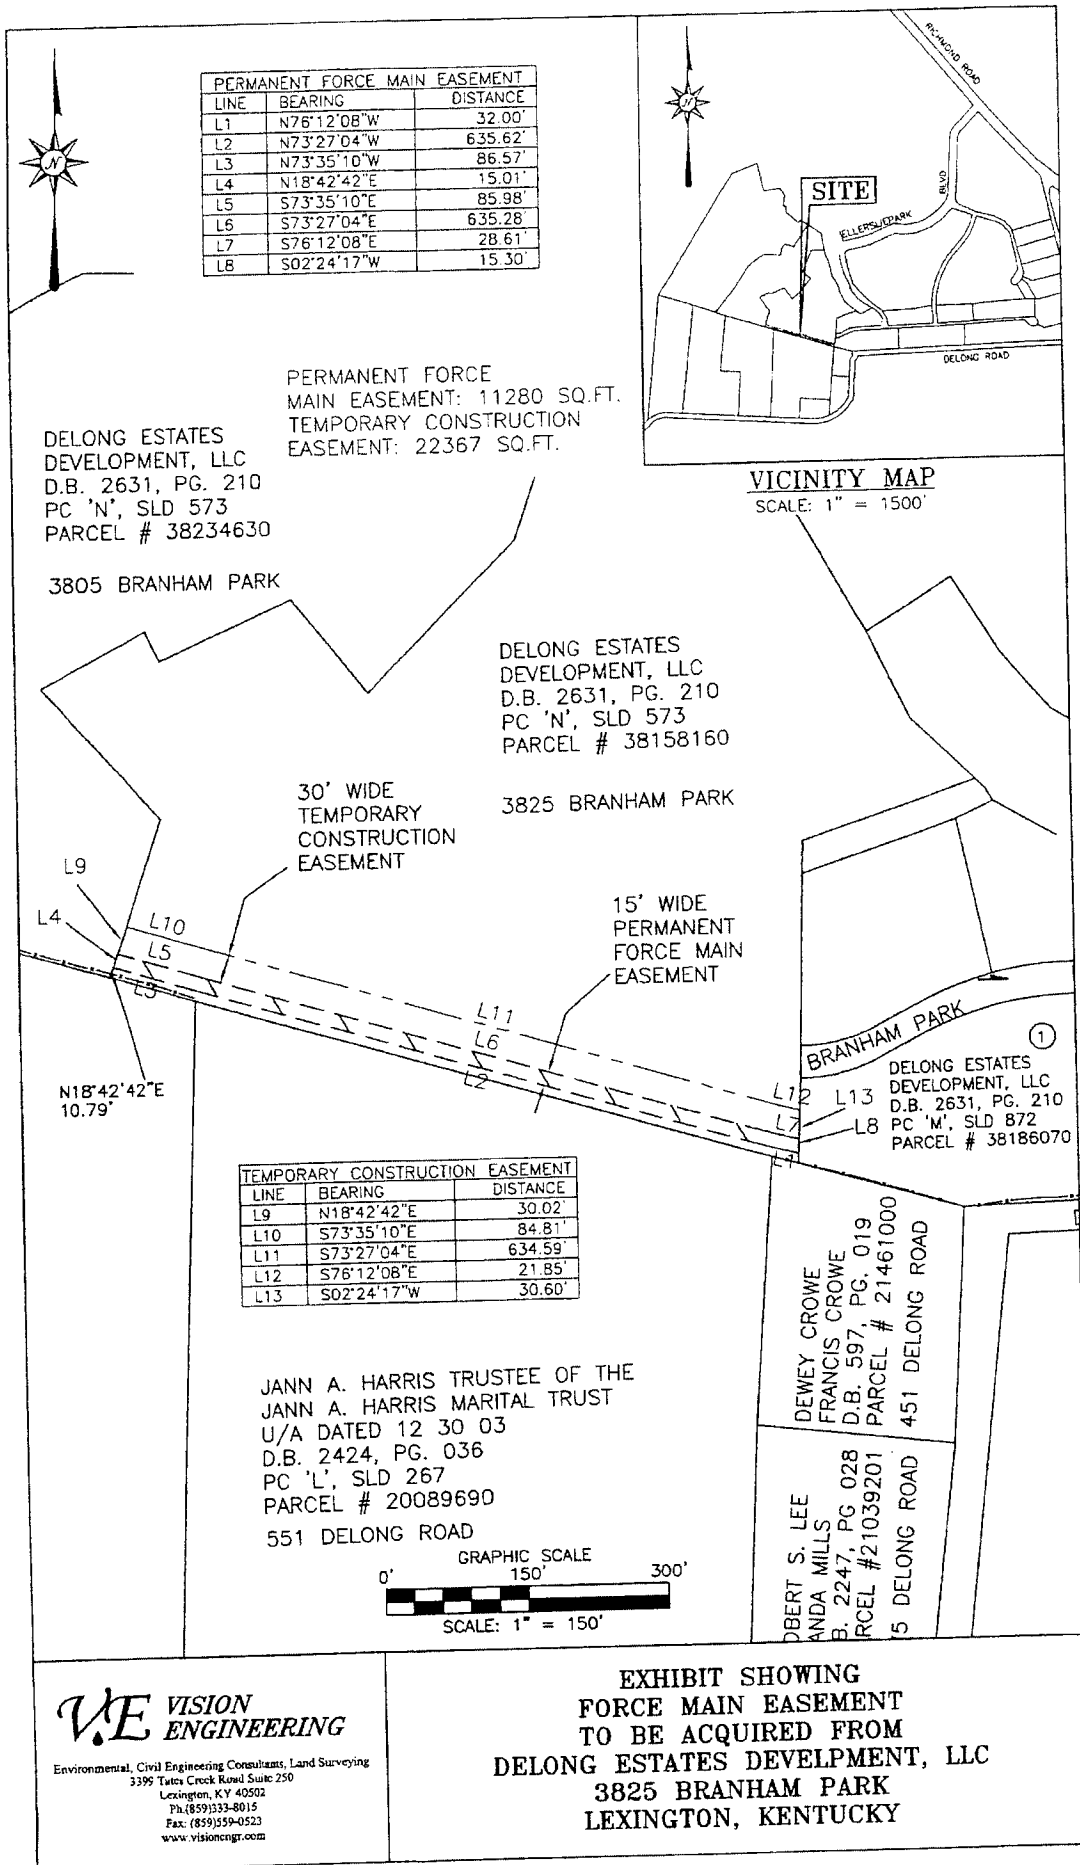 PERMANENT FORCE MAIN EASEMENT
LINE BEARING DISTANCE
L1 N76°12'08"W 32.00'
L2 N73°27'04"W 635.62'
L3 N73°35'10"W 86.57'
L4 N18°42'42"E 15.01'
L5 S73°35'10"E 85.98'
L6 S73°27'04"E 635.28'
L7 S76°12'08"E 28.61'
L8 S02°24'17"W 15.30'
N
N
RICHMOND ROAD
SITE
BLVD
ELLERSLIE PARK
DELONG ROAD
VICINITY MAP
SCALE: 1" = 1500'
PERMANENT FORCE
MAIN EASEMENT: 11280 SQ.FT.
TEMPORARY CONSTRUCTION
EASEMENT: 22367 SQ.FT.
DELONG ESTATES
DEVELOPMENT, LLC
D.B. 2631, PG. 210
PC 'N', SLD 573
PARCEL # 38234630
3805 BRANHAM PARK
DELONG ESTATES
DEVELOPMENT, LLC
D.B. 2631, PG. 210
PC 'N', SLD 573
PARCEL # 38158160
3825 BRANHAM PARK
30' WIDE
TEMPORARY
CONSTRUCTION
EASEMENT
15' WIDE
PERMANENT
FORCE MAIN
EASEMENT
L9
L4
L10
L5
L3
L11
L6
L2
L12
L7
L1
L13
L8
N18°42'42"E
10.79'
BRANHAM PARK
1
DELONG ESTATES
DEVELOPMENT, LLC
D.B. 2631, PG. 210
PC 'M', SLD 872
PARCEL # 38186070
TEMPORARY CONSTRUCTION EASEMENT
LINE BEARING DISTANCE
L9 N18°42'42"E 30.02'
L10 S73°35'10"E 84.81'
L11 S73°27'04"E 634.59'
L12 S76°12'08"E 21.85'
L13 S02°24'17"W 30.60'
DEWEY CROWE
FRANCIS CROWE
D.B. 597, PG. 019
PARCEL # 21461000
451 DELONG ROAD
OBERT S. LEE
ANDA MILLS
B. 2247, PG 028
RCEL #21039201
5 DELONG ROAD
JANN A. HARRIS TRUSTEE OF THE
JANN A. HARRIS MARITAL TRUST
U/A DATED 12 30 03
D.B. 2424, PG. 036
PC 'L', SLD 267
PARCEL # 20089690
551 DELONG ROAD
GRAPHIC SCALE
0' 150' 300'
SCALE: 1" = 150'
V.E VISION
ENGINEERING
Environmental, Civil Engineering Consultants, Land Surveying
3399 Tates Creek Road Suite 250
Lexington, KY 40502
Ph.(859)333-8015
Fax: (859)559-0523
www.visionengr.com
EXHIBIT SHOWING
FORCE MAIN EASEMENT
TO BE ACQUIRED FROM
DELONG ESTATES DEVELPMENT, LLC
3825 BRANHAM PARK
LEXINGTON, KENTUCKY